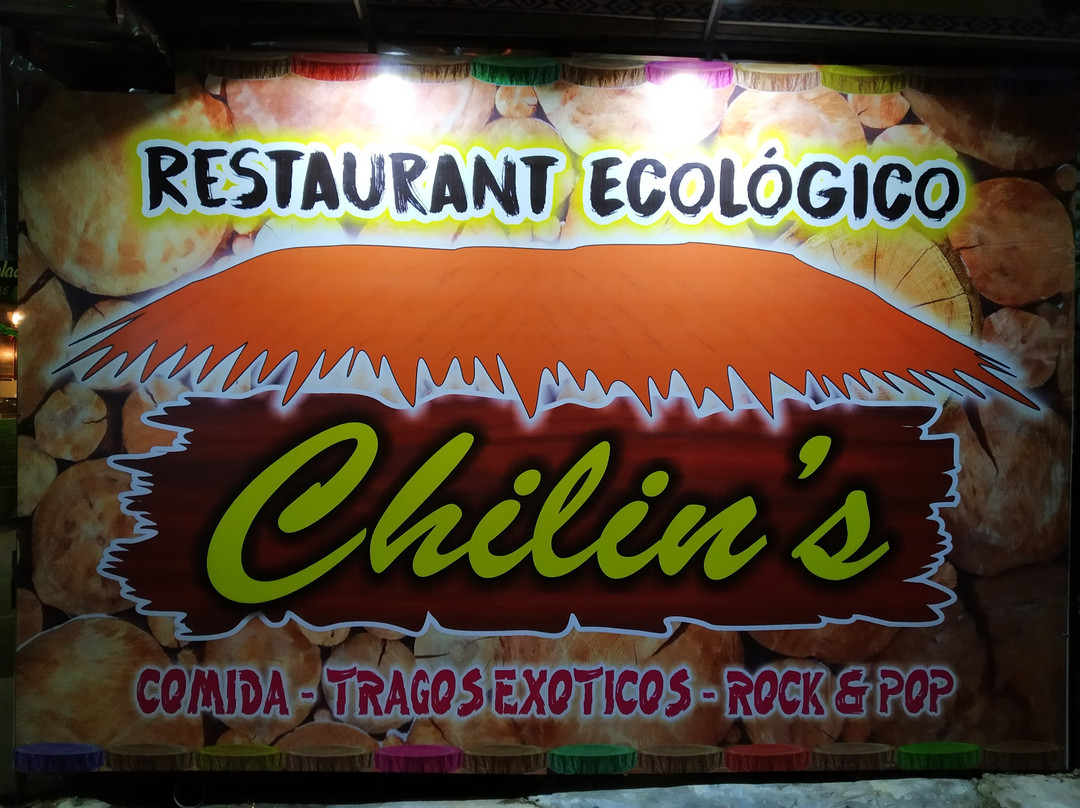 RESTAURANT ECOLÓGICO
Chilin's
COMIDA - TRAGOS EXOTICOS - ROCK & POP